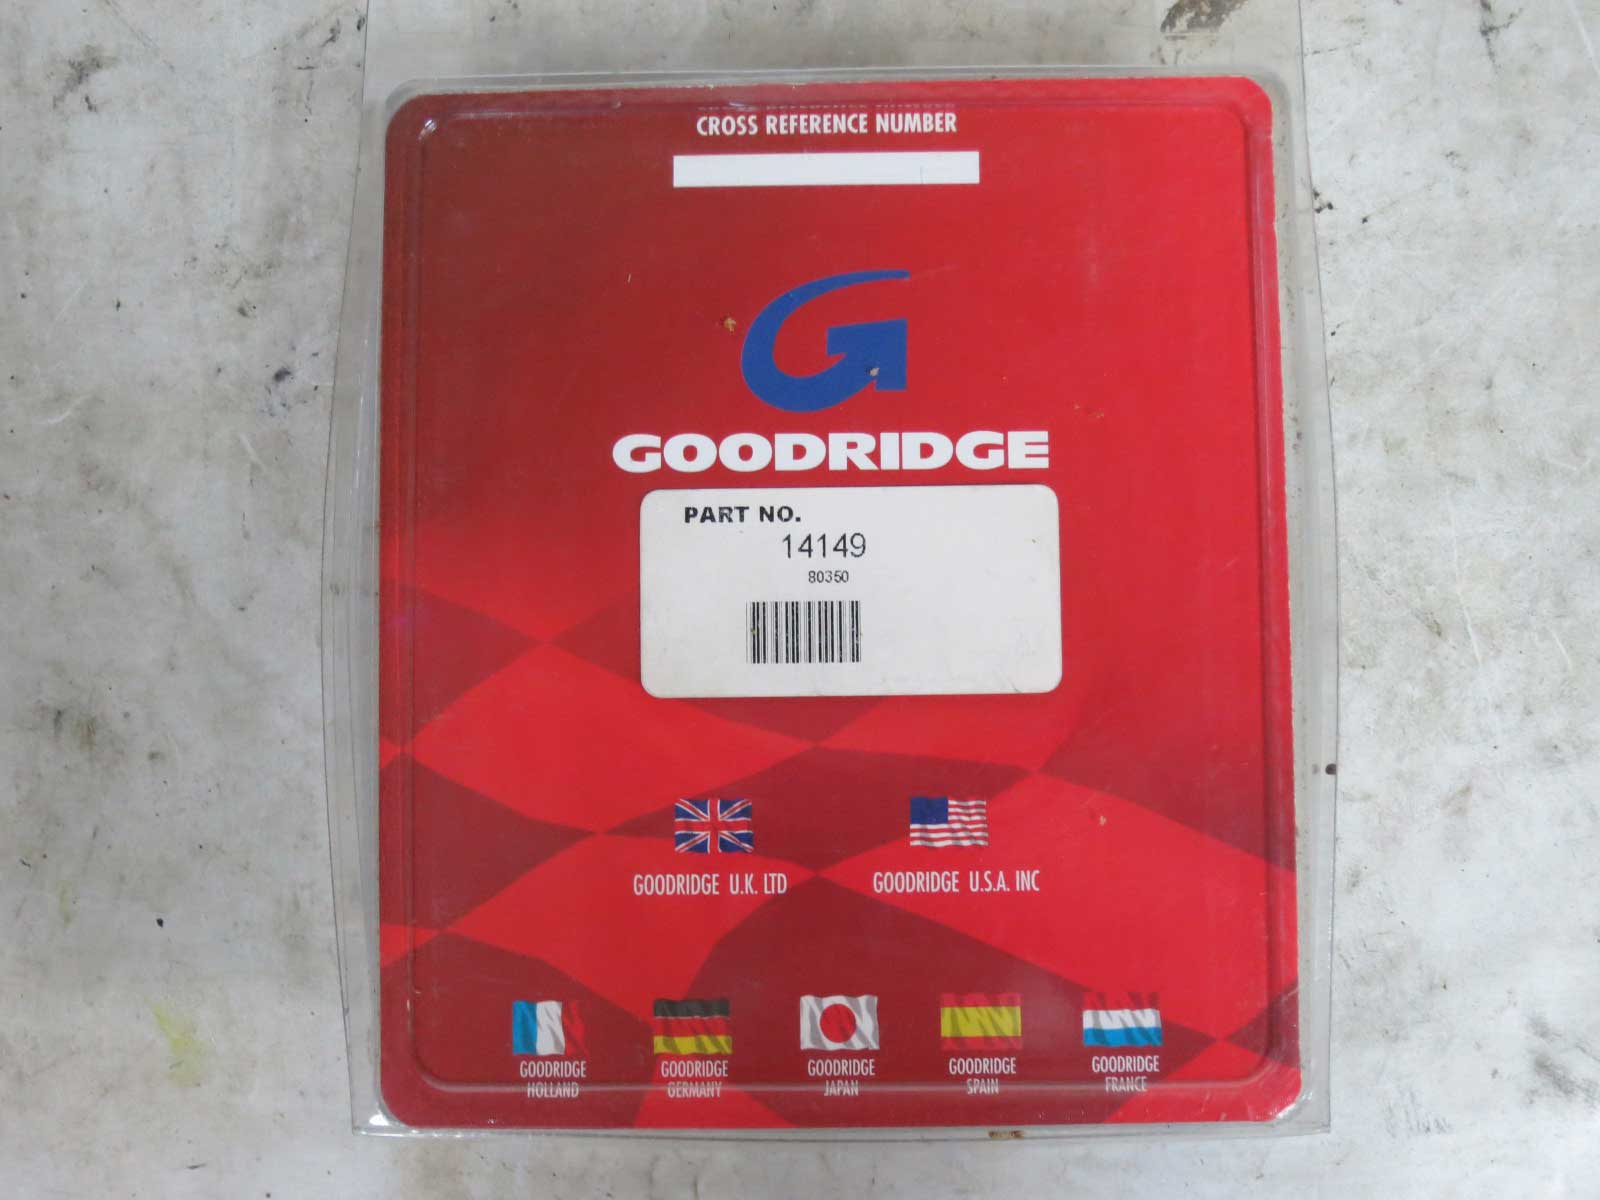 CROSS REFERENCE NUMBER
GOODRIDGE
PART NO.
14149
80350
GOODRIDGE U.K. LTD
GOODRIDGE U.S.A. INC
GOODRIDGE HOLLAND
GOODRIDGE GERMANY
GOODRIDGE JAPAN
GOODRIDGE SPAIN
GOODRIDGE FRANCE